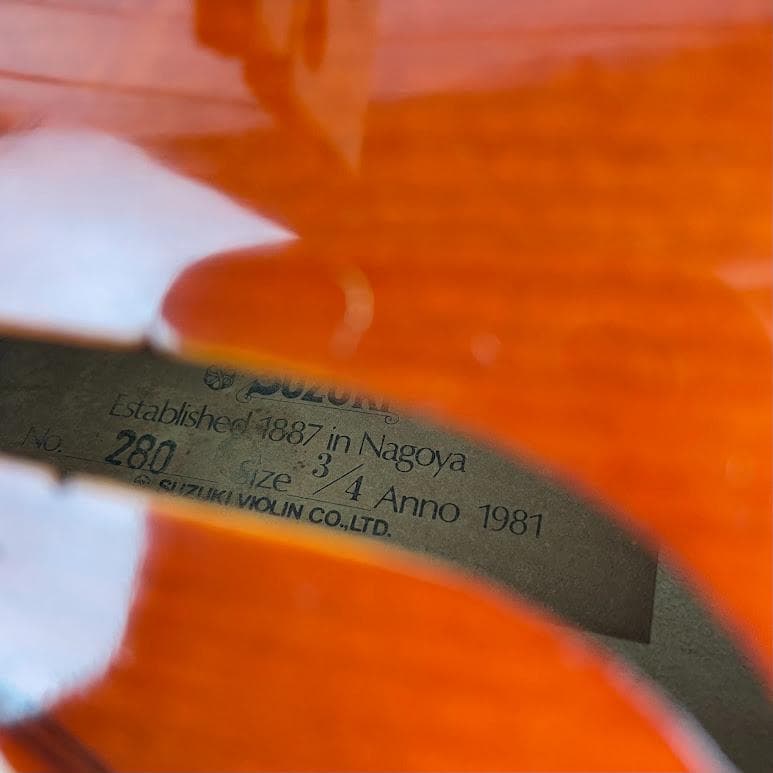 SUZUKI
Established 1887 in Nagoya
No. 280 Size 3/4 Anno 1981
SUZUKI VIOLIN CO.,LTD.